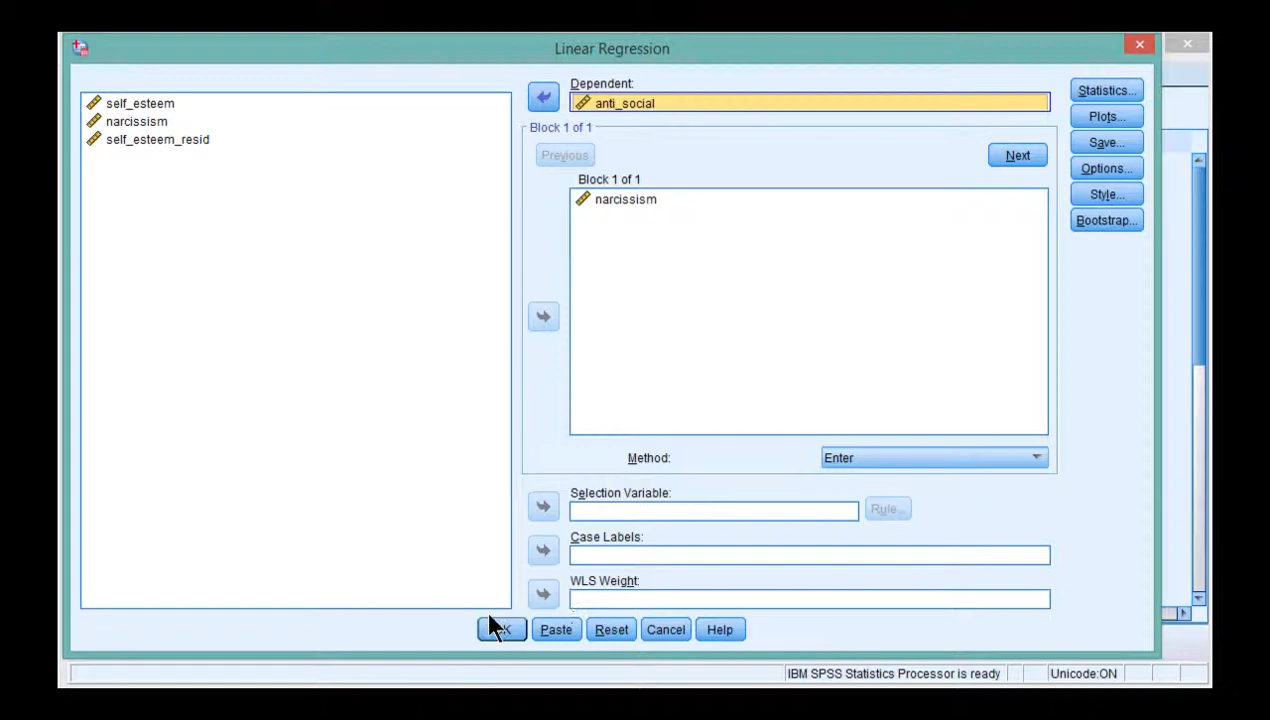 Linear Regression
self_esteem
narcissism
self_esteem_resid
Dependent:
anti_social
Block 1 of 1
Previous
Next
Block 1 of 1
narcissism
Method:
Enter
Selection Variable:
Rule...
Case Labels:
WLS Weight:
Statistics...
Plots...
Save...
Options...
Style...
Bootstrap...
Paste
Reset
Cancel
Help
IBM SPSS Statistics Processor is ready
Unicode:ON